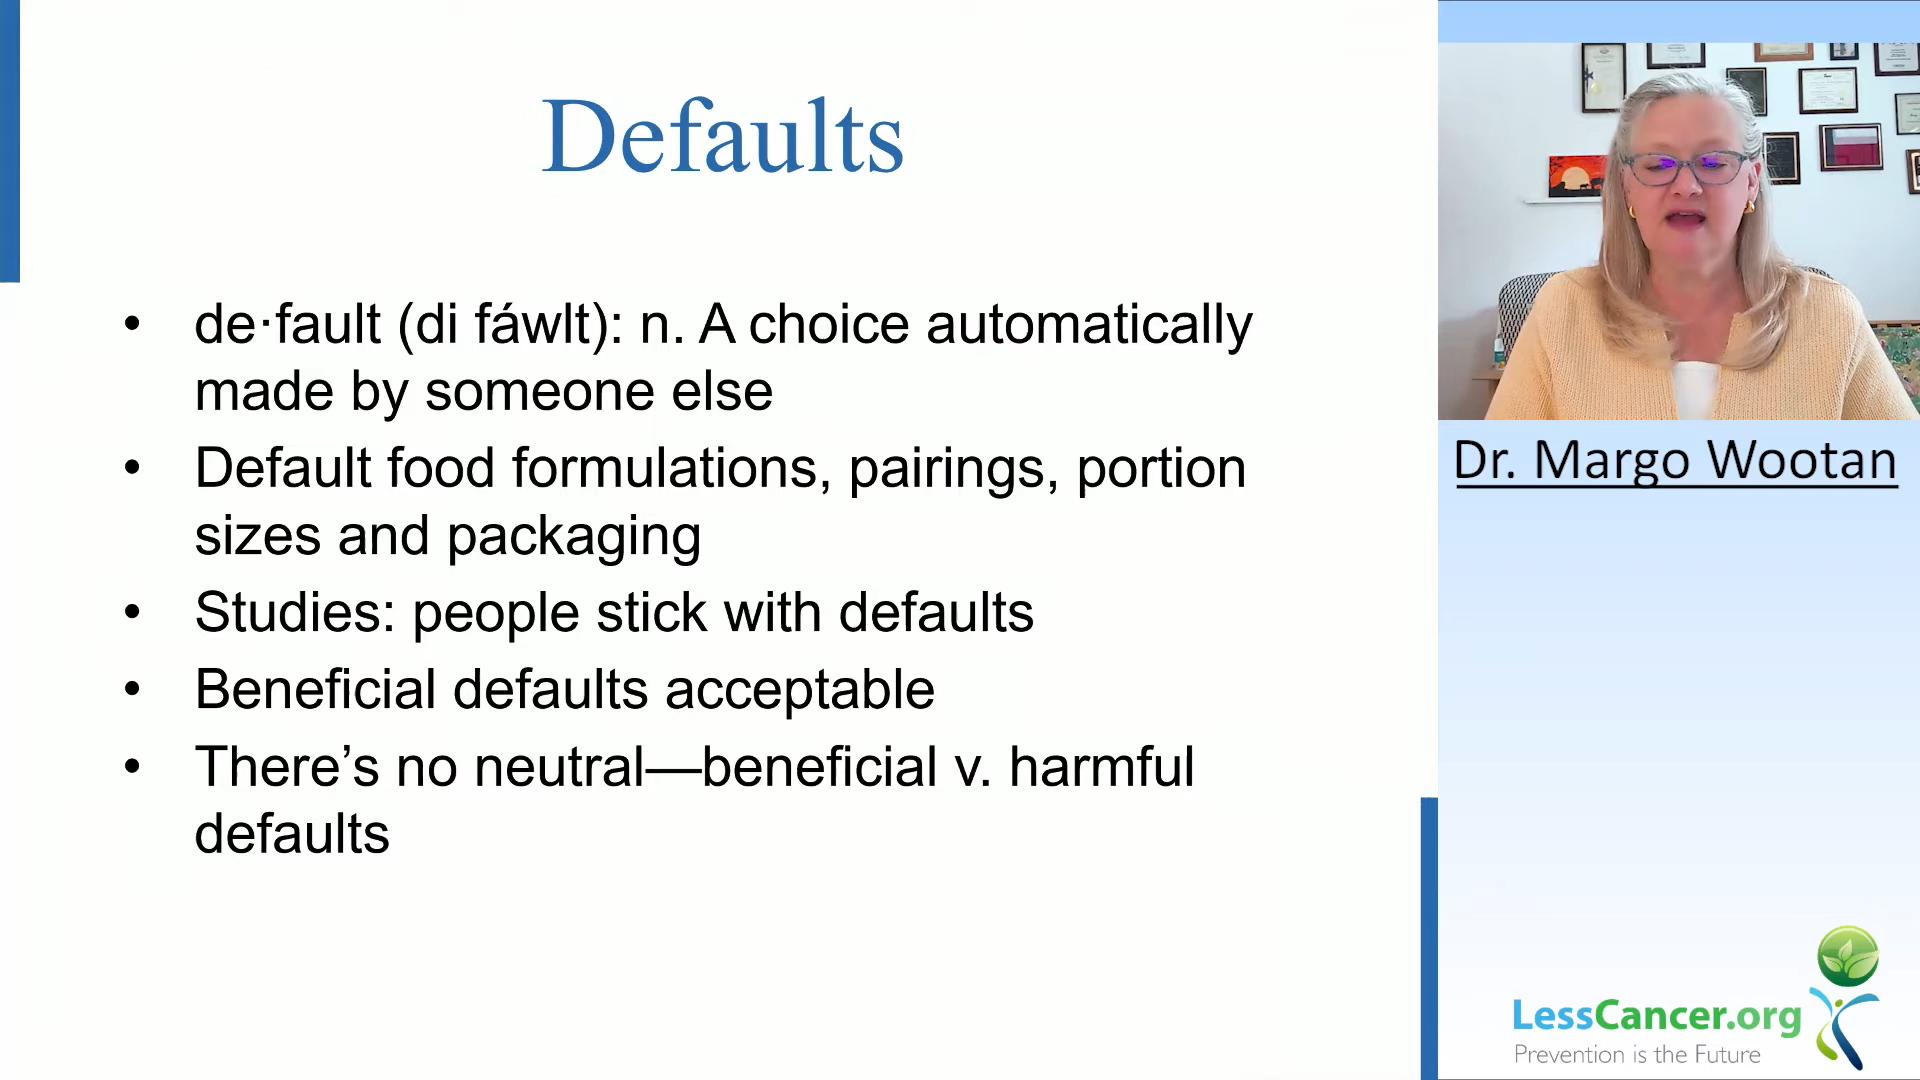 Defaults
• de·fault (di fáwlt): n. A choice automatically
made by someone else
• Default food formulations, pairings, portion
sizes and packaging
• Studies: people stick with defaults
• Beneficial defaults acceptable
• There’s no neutral—beneficial v. harmful
defaults
Dr. Margo Wootan
LessCancer.org
Prevention is the Future